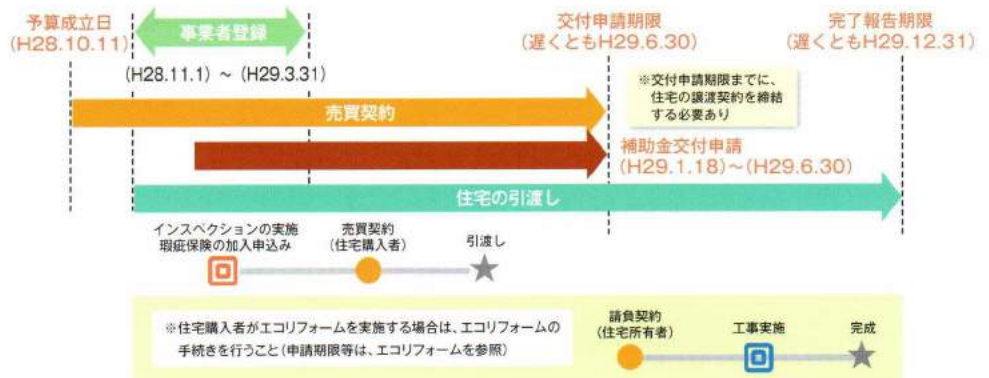 予算成立日
(H28.10.11)
事業者登録
(H28.11.1) ～ (H29.3.31)
交付申請期限
(遅くともH29.6.30)
完了報告期限
(遅くともH29.12.31)
※交付申請期限までに、
住宅の譲渡契約を締結
する必要あり
売買契約
補助金交付申請
(H29.1.18)～(H29.6.30)
住宅の引渡し
インスペクションの実施
瑕疵保険の加入申込み
売買契約
(住宅購入者)
引渡し
※住宅購入者がエコリフォームを実施する場合は、エコリフォームの
手続きを行うこと(申請期限等は、エコリフォームを参照)
請負契約
(住宅所有者)
工事実施
完成